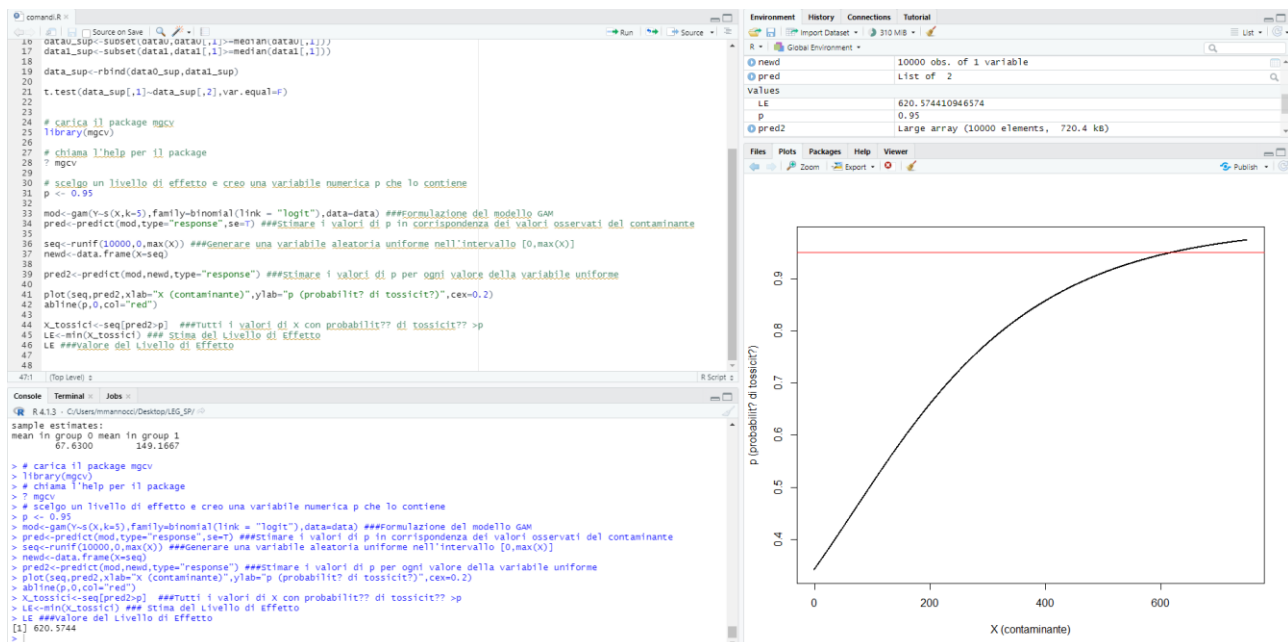 comandi.R
Source on Save
Run
Source
16 data0_sup<-subset(data0,data0[,1]>=median(data0[,1]))
17 data1_sup<-subset(data1,data1[,1]>=median(data1[,1]))
18
19 data_sup<-rbind(data0_sup,data1_sup)
20
21 t.test(data_sup[,1]~data_sup[,2],var.equal=F)
22
23
24 # carica il package mgcv
25 library(mgcv)
26
27 # chiama l'help per il package
28 ? mgcv
29
30 # scelgo un livello di effetto e creo una variabile numerica p che lo contiene
31 p <- 0.95
32
33 mod<-gam(Y~s(X,k=5),family=binomial(link = "logit"),data=data) ###Formulazione del modello GAM
34 pred<-predict(mod,type="response",se=T) ###Stimare i valori di p in corrispondenza dei valori osservati del contaminante
35
36 seq<-runif(10000,0,max(X)) ###Generare una variabile aleatoria uniforme nell'intervallo [0,max(X)]
37 newd<-data.frame(X=seq)
38
39 pred2<-predict(mod,newd,type="response") ###Stimare i valori di p per ogni valore della variabile uniforme
40
41 plot(seq,pred2,xlab="X (contaminante)",ylab="p (probabilit? di tossicit?)",cex=0.2)
42 abline(p,0,col="red")
43
44 X_tossici<-seq[pred2>p] ###Tutti i valori di X con probabilit?? di tossicit?? >p
45 LE<-min(X_tossici) ### Stima del Livello di Effetto
46 LE ###Valore del Livello di Effetto
47
48
47:1 (Top Level) R Script
Console Terminal Jobs
R 4.1.3 · C:/Users/mmannocci/Desktop/LEG_SP/
sample estimates:
mean in group 0 mean in group 1
67.6300 149.1667
> # carica il package mgcv
> library(mgcv)
> # chiama l'help per il package
> ? mgcv
> # scelgo un livello di effetto e creo una variabile numerica p che lo contiene
> p <- 0.95
> mod<-gam(Y~s(X,k=5),family=binomial(link = "logit"),data=data) ###Formulazione del modello GAM
> pred<-predict(mod,type="response",se=T) ###Stimare i valori di p in corrispondenza dei valori osservati del contaminante
> seq<-runif(10000,0,max(X)) ###Generare una variabile aleatoria uniforme nell'intervallo [0,max(X)]
> newd<-data.frame(X=seq)
> pred2<-predict(mod,newd,type="response") ###Stimare i valori di p per ogni valore della variabile uniforme
> plot(seq,pred2,xlab="X (contaminante)",ylab="p (probabilit? di tossicit?)",cex=0.2)
> abline(p,0,col="red")
> X_tossici<-seq[pred2>p] ###Tutti i valori di X con probabilit?? di tossicit?? >p
> LE<-min(X_tossici) ### Stima del Livello di Effetto
> LE ###Valore del Livello di Effetto
[1] 620.5744
>
Environment History Connections Tutorial
Import Dataset 310 MiB List
R Global Environment
newd 10000 obs. of 1 variable
pred List of 2
values
LE 620.574410946574
p 0.95
pred2 Large array (10000 elements, 720.4 kB)
Files Plots Packages Help Viewer
Zoom Export Publish
p (probabilit? di tossicit?)
0.9
0.8
0.7
0.6
0.5
0.4
0 200 400 600
X (contaminante)